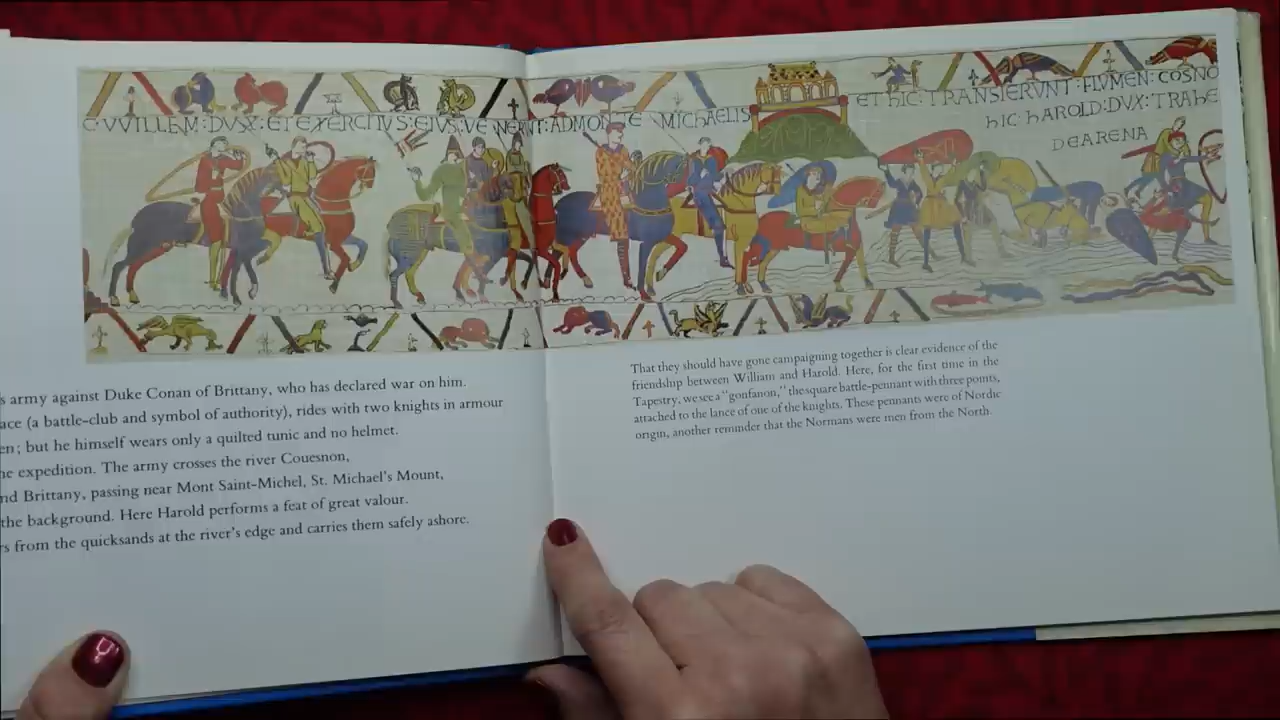 C·VVILLEM:DVX:ET EXERCITVS:EIVS:VENERVNT:AD MONTE MICHAELIS
ET hIC:TRANSIERVNT:FLVMEN:COSNO
hIC:hAROLD:DVX:TRAhE
DEARENA
s army against Duke Conan of Brittany, who has declared war on him.
ace (a battle-club and symbol of authority), rides with two knights in armour
en; but he himself wears only a quilted tunic and no helmet.
he expedition. The army crosses the river Couesnon,
nd Brittany, passing near Mont Saint-Michel, St. Michael's Mount,
the background. Here Harold performs a feat of great valour.
rs from the quicksands at the river's edge and carries them safely ashore.
That they should have gone campaigning together is clear evidence of the
friendship between William and Harold. Here, for the first time in the
Tapestry, we see a "gonfanon," the square battle-pennant with three points,
attached to the lance of one of the knights. These pennants were of Nordic
origin, another reminder that the Normans were men from the North.